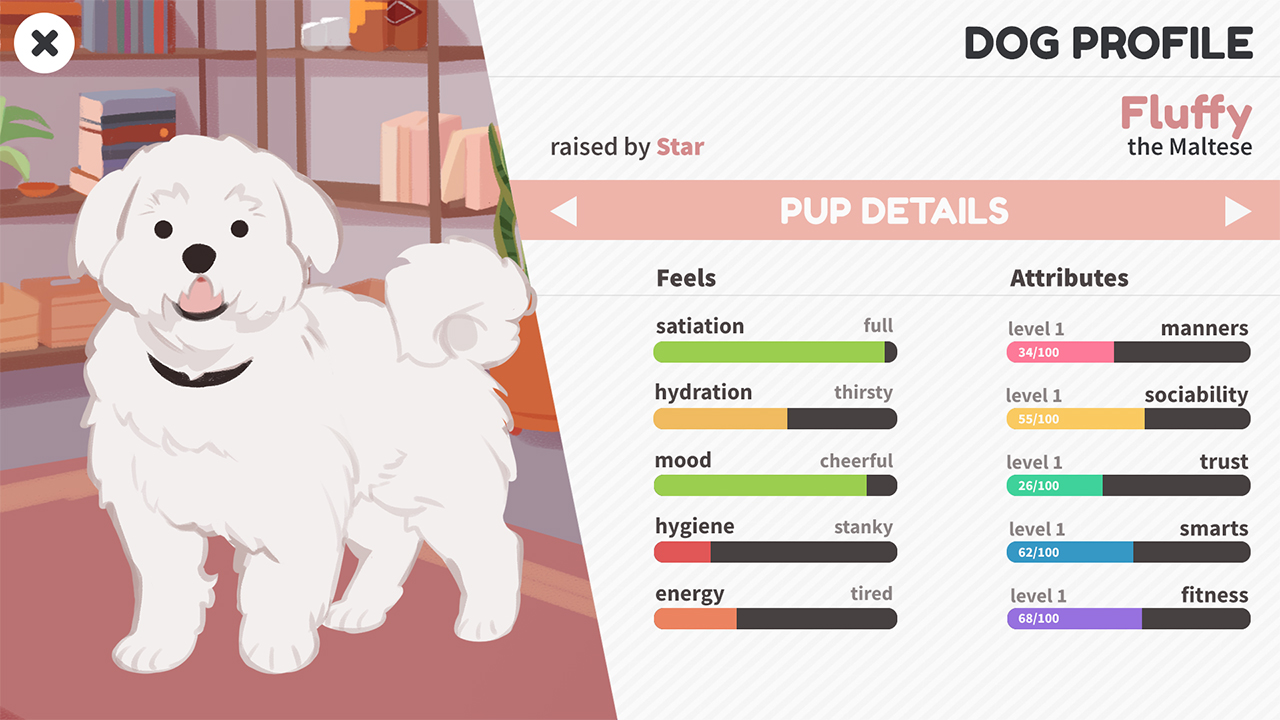 DOG PROFILE
Fluffy
raised by Star
the Maltese
PUP DETAILS
Feels
satiation full
hydration thirsty
mood cheerful
hygiene stanky
energy tired
Attributes
level 1 manners
34/100
level 1 sociability
55/100
level 1 trust
26/100
level 1 smarts
62/100
level 1 fitness
68/100